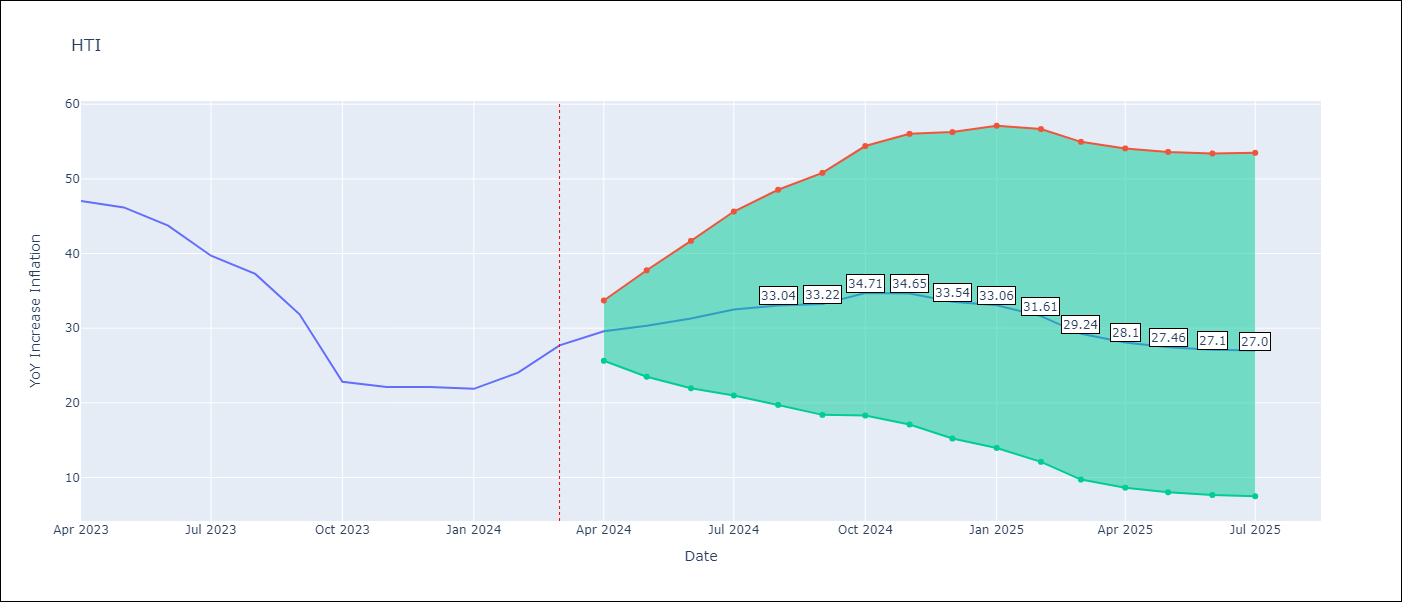 HTI
60
50
40
30
20
10
YoY Increase Inflation
33.04
33.22
34.71
34.65
33.54
33.06
31.61
29.24
28.1
27.46
27.1
27.0
Apr 2023
Jul 2023
Oct 2023
Jan 2024
Apr 2024
Jul 2024
Oct 2024
Jan 2025
Apr 2025
Jul 2025
Date